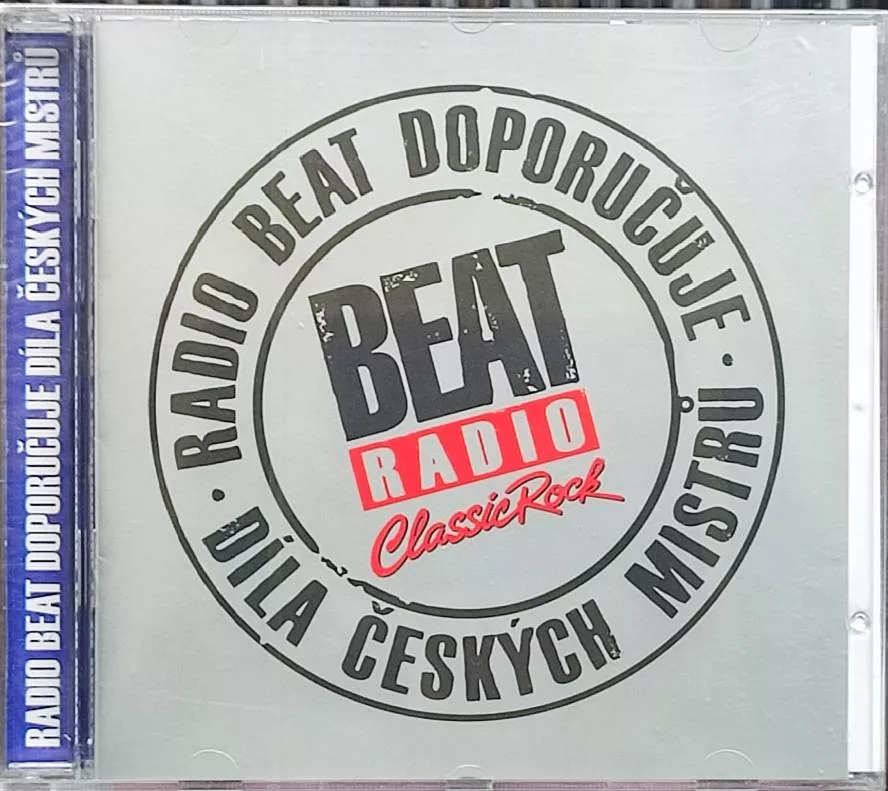 RADIO BEAT DOPORUČUJE DÍLA ČESKÝCH MISTRŮ
RADIO BEAT DOPORUČUJE
BEAT
RADIO
Classic Rock
DÍLA ČESKÝCH MISTRŮ